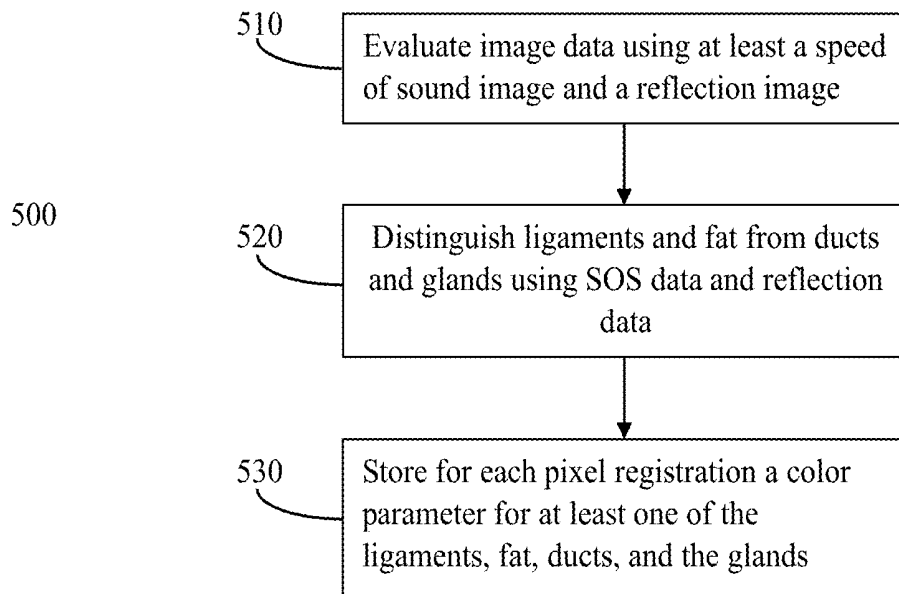 510
Evaluate image data using at least a speed
of sound image and a reflection image
500
520
Distinguish ligaments and fat from ducts
and glands using SOS data and reflection
data
530
Store for each pixel registration a color
parameter for at least one of the
ligaments, fat, ducts, and the glands